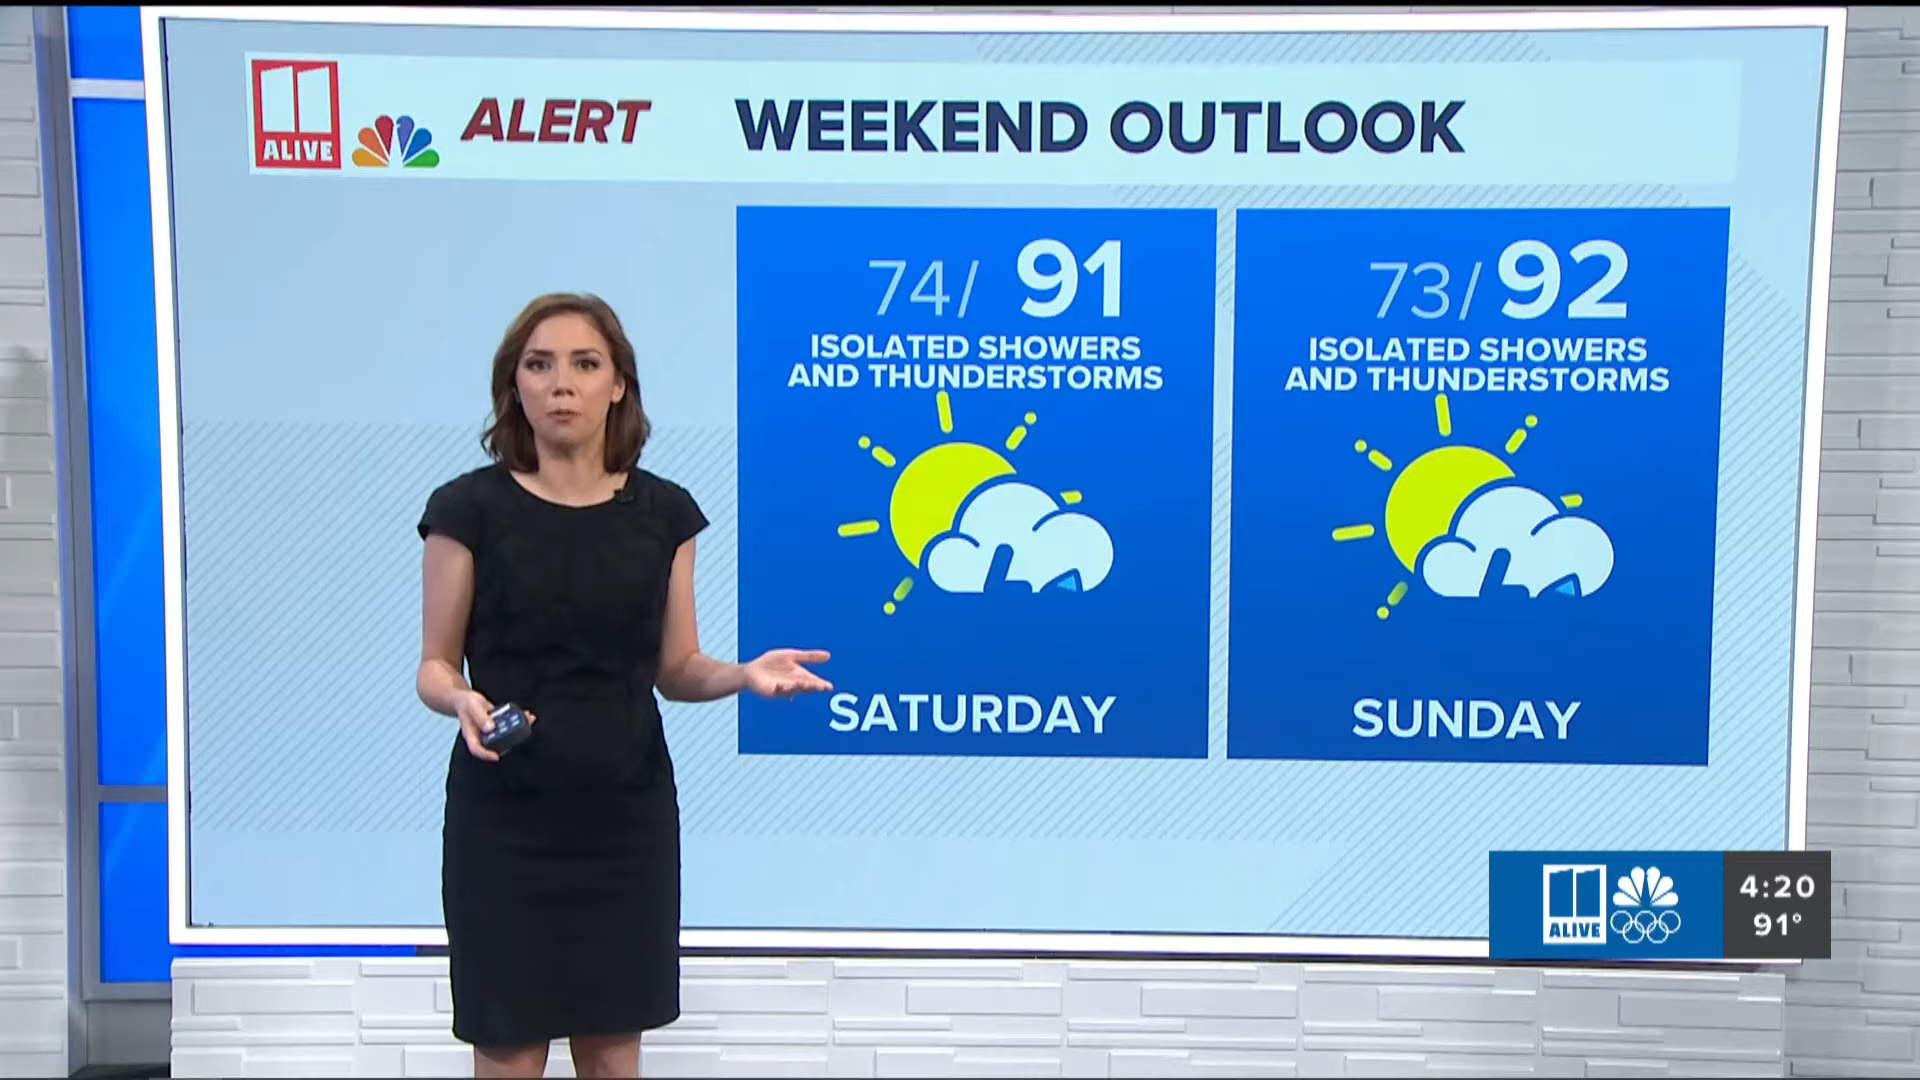 11
ALIVE
ALERT
WEEKEND OUTLOOK
74/ 91
ISOLATED SHOWERS
AND THUNDERSTORMS
SATURDAY
73/92
ISOLATED SHOWERS
AND THUNDERSTORMS
SUNDAY
11
ALIVE
4:20
91°